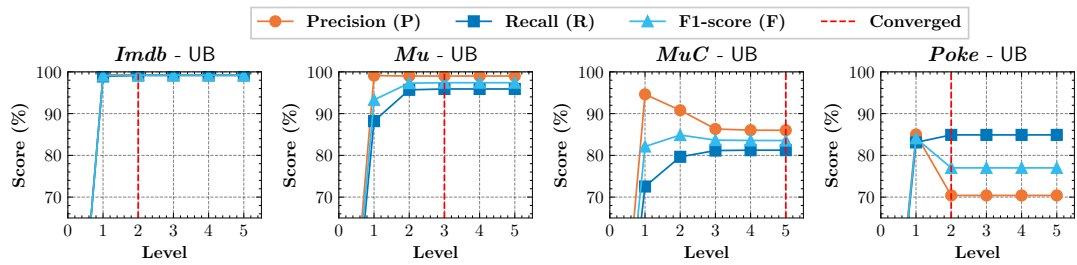 Precision (P) Recall (R) F1-score (F) Converged
Imdb - UB
Score (%)
100
90
80
70
0 1 2 3 4 5
Level
Mu - UB
Score (%)
100
90
80
70
0 1 2 3 4 5
Level
MuC - UB
Score (%)
100
90
80
70
0 1 2 3 4 5
Level
Poke - UB
Score (%)
100
90
80
70
0 1 2 3 4 5
Level